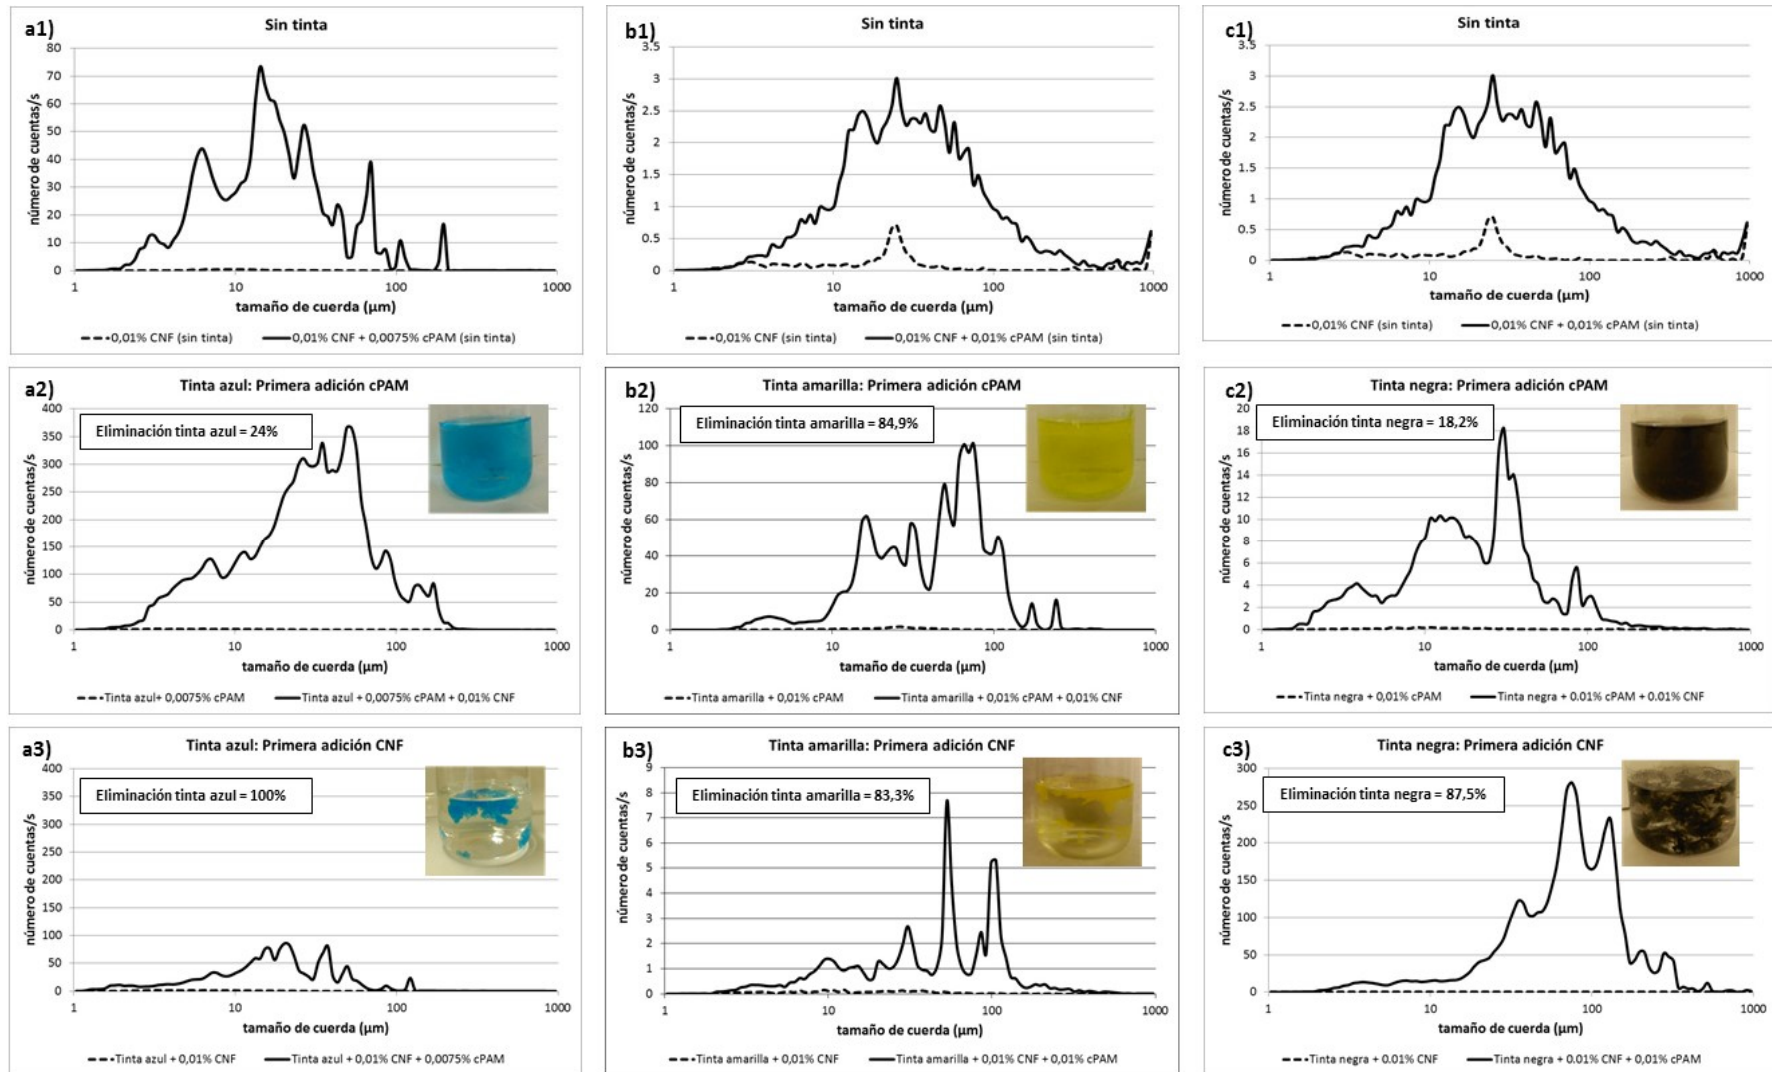 a1)
Sin tinta
número de cuentas/s
80
70
60
50
40
30
20
10
0
1 10 100 1000
tamaño de cuerda (µm)
0,01% CNF (sin tinta) 0,01% CNF + 0,0075% cPAM (sin tinta)
b1)
Sin tinta
número de cuentas/s
3.5
3
2.5
2
1.5
1
0.5
0
1 10 100 1000
tamaño de cuerda (µm)
0,01% CNF (sin tinta) 0,01% CNF + 0,01% cPAM (sin tinta)
c1)
Sin tinta
número de cuentas/s
3.5
3
2.5
2
1.5
1
0.5
0
1 10 100 1000
tamaño de cuerda (µm)
0,01% CNF (sin tinta) 0,01% CNF + 0,01% cPAM (sin tinta)
a2)
Tinta azul: Primera adición cPAM
Eliminación tinta azul = 24%
número de cuentas/s
400
350
300
250
200
150
100
50
0
1 10 100 1000
tamaño de cuerda (µm)
Tinta azul+ 0,0075% cPAM Tinta azul + 0,0075% cPAM + 0,01% CNF
b2)
Tinta amarilla: Primera adición cPAM
Eliminación tinta amarilla = 84,9%
número de cuentas/s
120
100
80
60
40
20
0
1 10 100 1000
tamaño de cuerda (µm)
Tinta amarilla + 0,01% cPAM Tinta amarilla + 0,01% cPAM + 0,01% CNF
c2)
Tinta negra: Primera adición cPAM
Eliminación tinta negra = 18,2%
número de cuentas/s
20
18
16
14
12
10
8
6
4
2
0
1 10 100 1000
tamaño de cuerda (µm)
Tinta negra + 0,01% cPAM Tinta negra + 0.01% cPAM + 0.01% CNF
a3)
Tinta azul: Primera adición CNF
Eliminación tinta azul = 100%
número de cuentas/s
400
350
300
250
200
150
100
50
0
1 10 100 1000
tamaño de cuerda (µm)
Tinta azul + 0,01% CNF Tinta azul + 0,01% CNF + 0,0075% cPAM
b3)
Tinta amarilla: Primera adición CNF
Eliminación tinta amarilla = 83,3%
número de cuentas/s
9
8
7
6
5
4
3
2
1
0
1 10 100 1000
tamaño de cuerda (µm)
Tinta amarilla + 0,01% CNF Tinta amarilla + 0,01% CNF + 0,01% cPAM
c3)
Tinta negra: Primera adición CNF
Eliminación tinta negra = 87,5%
número de cuentas/s
300
250
200
150
100
50
0
1 10 100 1000
tamaño de cuerda (µm)
Tinta negra + 0.01% CNF Tinta negra + 0.01% CNF + 0,01% cPAM